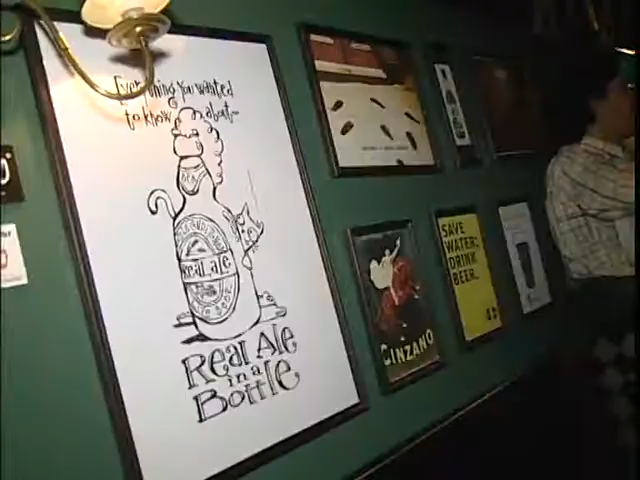 Everything you wanted
to know about...
Real ale
Real Ale
in a
Bottle
CINZANO
SAVE
WATER:
DRINK
BEER.